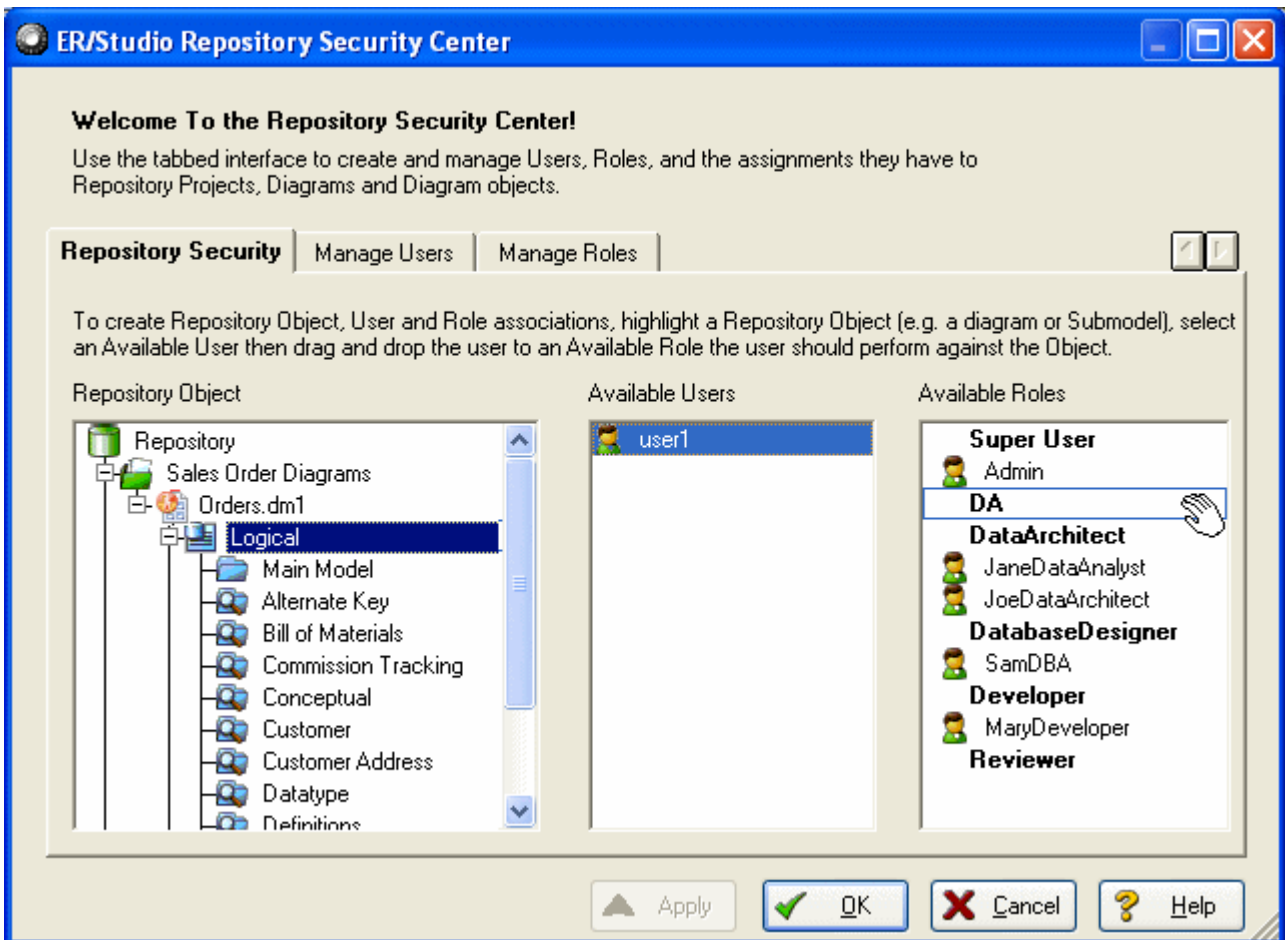 ER/Studio Repository Security Center
Welcome To the Repository Security Center!
Use the tabbed interface to create and manage Users, Roles, and the assignments they have to
Repository Projects, Diagrams and Diagram objects.
Repository Security
Manage Users
Manage Roles
To create Repository Object, User and Role associations, highlight a Repository Object (e.g. a diagram or Submodel), select
an Available User then drag and drop the user to an Available Role the user should perform against the Object.
Repository Object
Repository
Sales Order Diagrams
Orders.dm1
Logical
Main Model
Alternate Key
Bill of Materials
Commission Tracking
Conceptual
Customer
Customer Address
Datatype
Definitions
Available Users
user1
Available Roles
Super User
Admin
DA
DataArchitect
JaneDataAnalyst
JoeDataArchitect
DatabaseDesigner
SamDBA
Developer
MaryDeveloper
Reviewer
Apply
OK
Cancel
Help